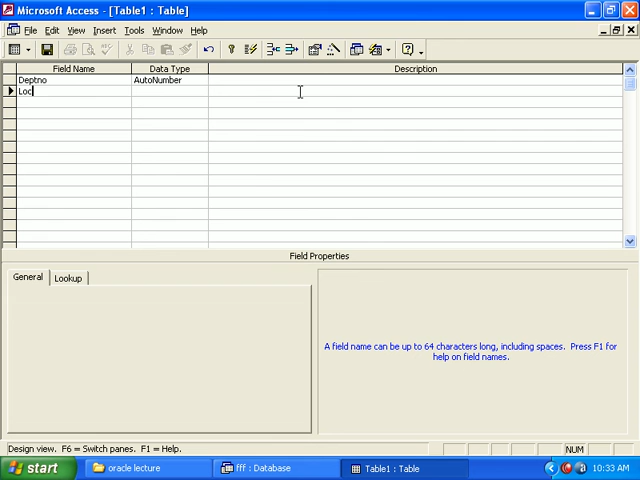 Microsoft Access - [Table1 : Table]
File Edit View Insert Tools Window Help
Field Name Data Type Description
Deptno AutoNumber
Loc
Field Properties
General Lookup
A field name can be up to 64 characters long, including spaces. Press F1 for
help on field names.
Design view. F6 = Switch panes. F1 = Help. NUM
start oracle lecture fff : Database Table1 : Table 10:33 AM